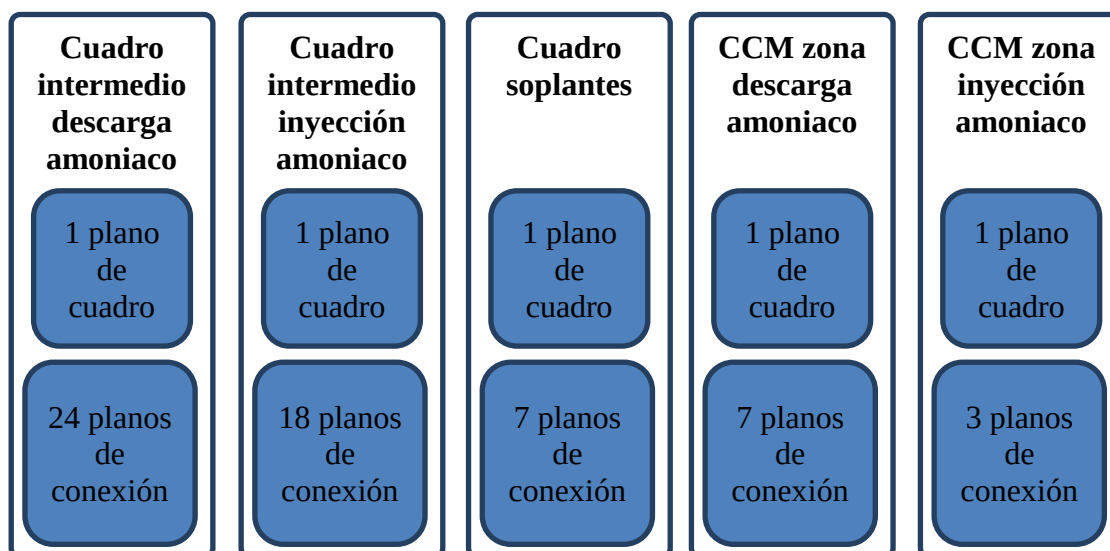 Cuadro
intermedio
descarga
amoniaco
1 plano
de
cuadro
24 planos
de
conexión
Cuadro
intermedio
inyección
amoniaco
1 plano
de
cuadro
18 planos
de
conexión
Cuadro
soplantes
1 plano
de
cuadro
7 planos
de
conexión
CCM zona
descarga
amoniaco
1 plano
de
cuadro
7 planos
de
conexión
CCM zona
inyección
amoniaco
1 plano
de
cuadro
3 planos
de
conexión